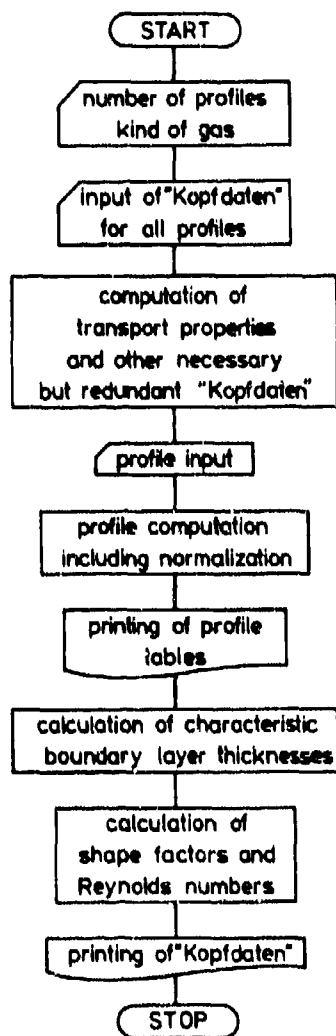 START
number of profiles
kind of gas
input of "Kopfdaten"
for all profiles
computation of
transport properties
and other necessary
but redundant "Kopfdaten"
profile input
profile computation
including normalization
printing of profile
tables
calculation of characteristic
boundary layer thicknesses
calculation of
shape factors and
Reynolds numbers
printing of "Kopfdaten"
STOP